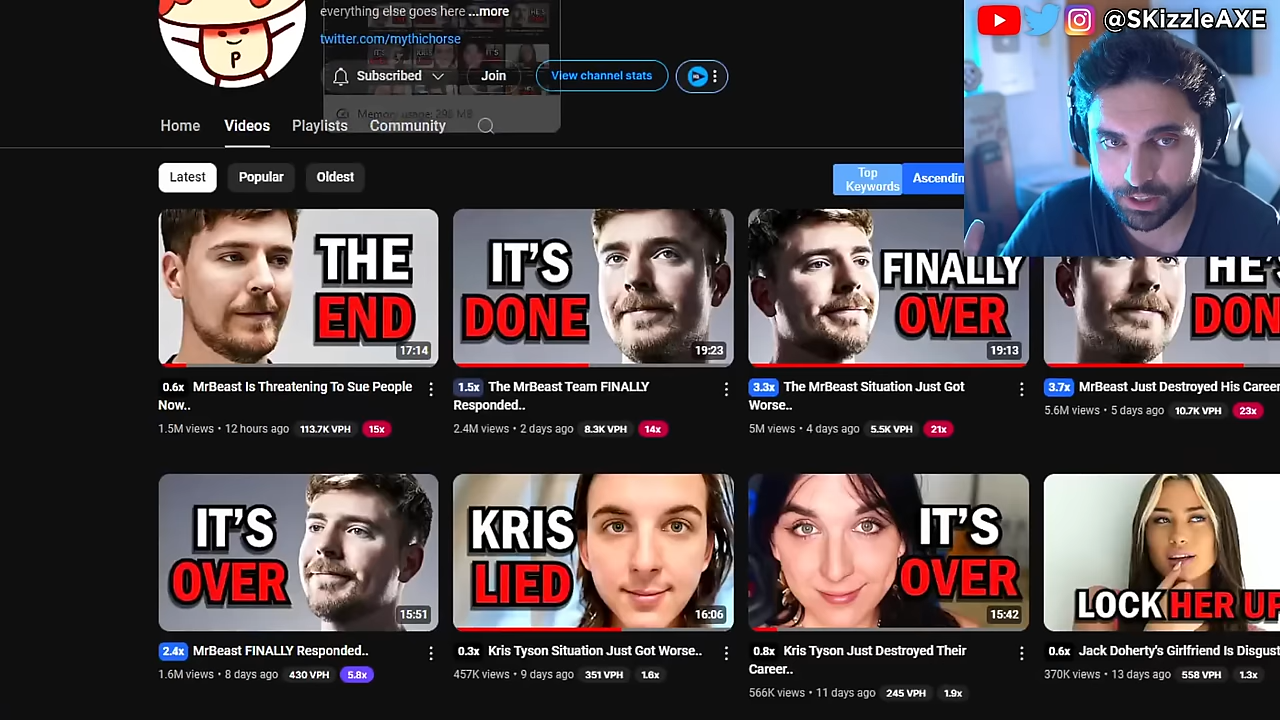 everything else goes here ...more
@SKizzleAXE
twitter.com/mythichorse
Subscribed
Join
View channel stats
Memory usage: 298 MB
Home
Videos
Playlists
Community
Latest
Popular
Oldest
Top
Keywords
Ascendin
THE
END
17:14
IT'S
DONE
19:23
FINALLY
OVER
19:13
HE'S
DON
0.6x MrBeast Is Threatening To Sue People
Now..
1.5M views • 12 hours ago 113.7K VPH 15x
1.5x The MrBeast Team FINALLY
Responded..
2.4M views • 2 days ago 8.3K VPH 14x
3.3x The MrBeast Situation Just Got
Worse..
5M views • 4 days ago 5.5K VPH 21x
3.7x MrBeast Just Destroyed His Career
5.6M views • 5 days ago 10.7K VPH 23x
IT'S
OVER
15:51
KRIS
LIED
16:06
IT'S
OVER
15:42
LOCK HER UP
2.4x MrBeast FINALLY Responded..
1.6M views • 8 days ago 430 VPH 5.8x
0.3x Kris Tyson Situation Just Got Worse..
457K views • 9 days ago 351 VPH 1.6x
0.8x Kris Tyson Just Destroyed Their
Career..
566K views • 11 days ago 245 VPH 1.9x
0.6x Jack Doherty's Girlfriend Is Disgust
370K views • 13 days ago 558 VPH 1.3x